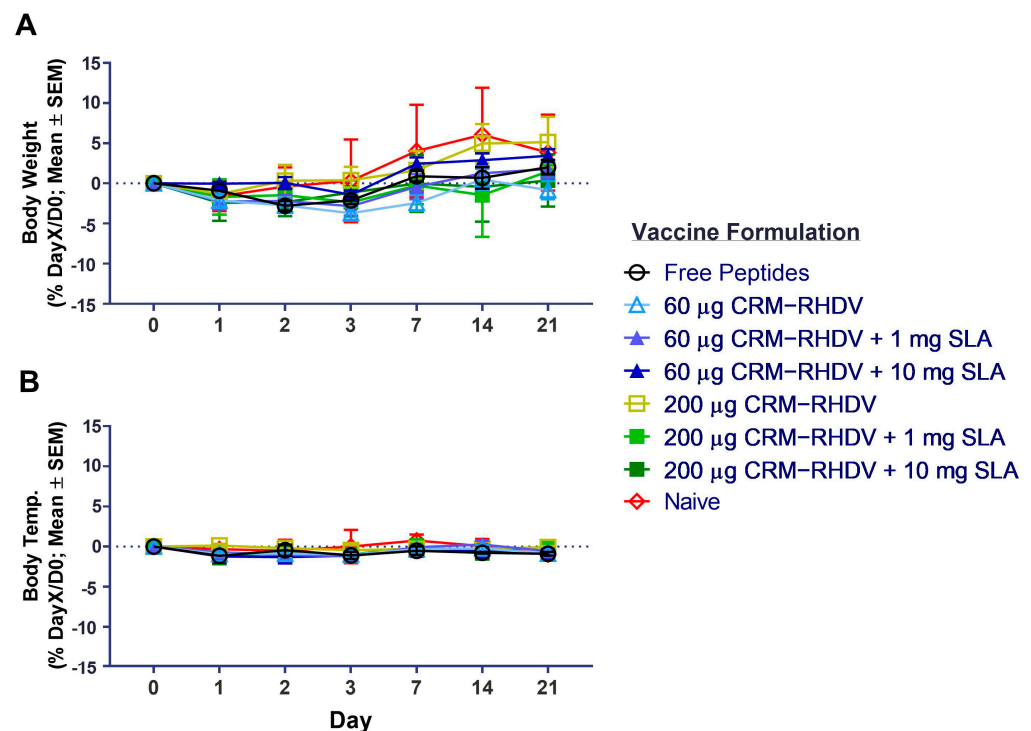 A
Body Weight
(% DayX/D0; Mean ± SEM)
15
10
5
0
-5
-10
-15
0 1 2 3 7 14 21
B
Body Temp.
(% DayX/D0; Mean ± SEM)
15
10
5
0
-5
-10
-15
0 1 2 3 7 14 21
Day
Vaccine Formulation
Free Peptides
60 μg CRM−RHDV
60 μg CRM−RHDV + 1 mg SLA
60 μg CRM−RHDV + 10 mg SLA
200 μg CRM−RHDV
200 μg CRM−RHDV + 1 mg SLA
200 μg CRM−RHDV + 10 mg SLA
Naive